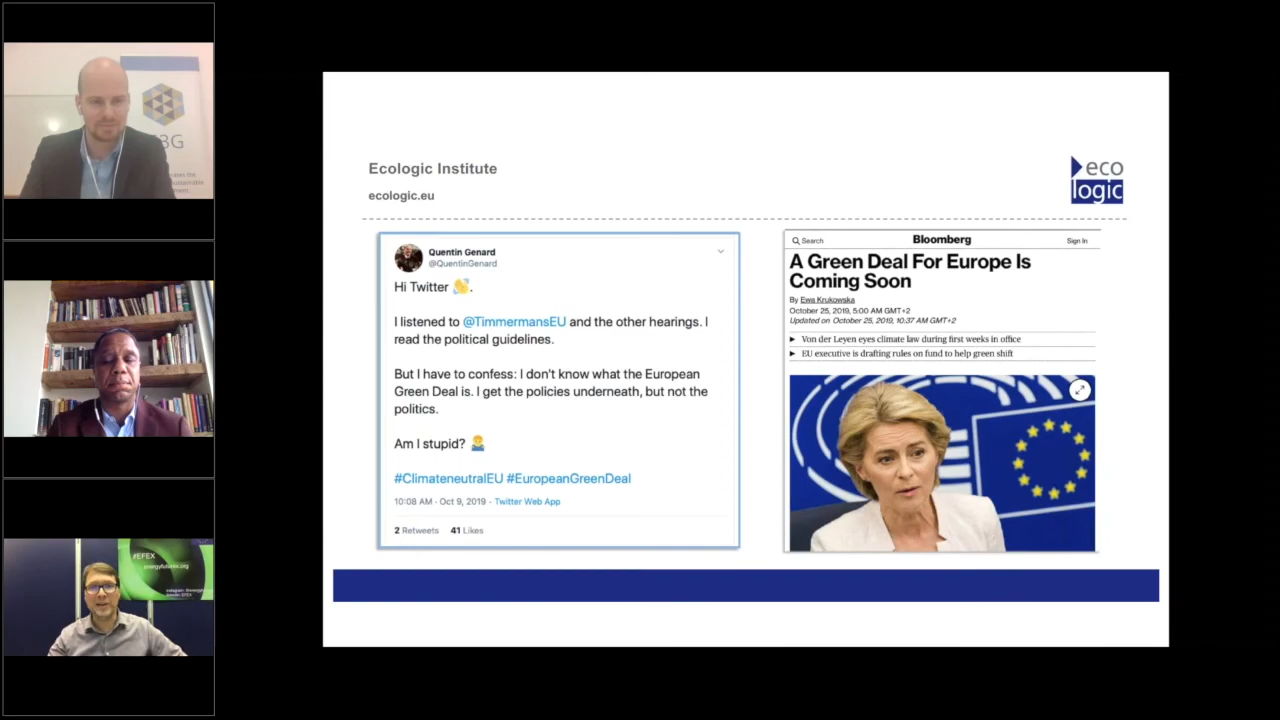 3G
#EFEX
energyfutures.org
Ecologic Institute
ecologic.eu
eco
logic
Quentin Genard
@QuentinGenard
Hi Twitter 👋.
I listened to @TimmermansEU and the other hearings. I
read the political guidelines.
But I have to confess: I don't know what the European
Green Deal is. I get the policies underneath, but not the
politics.
Am I stupid? 🤷‍♂️
#ClimateneutralEU #EuropeanGreenDeal
10:08 AM · Oct 9, 2019 · Twitter Web App
2 Retweets 41 Likes
Search Bloomberg Sign In
A Green Deal For Europe Is
Coming Soon
By Ewa Krukowska
October 25, 2019, 5:00 AM GMT+2
Updated on October 25, 2019, 10:37 AM GMT+2
► Von der Leyen eyes climate law during first weeks in office
► EU executive is drafting rules on fund to help green shift